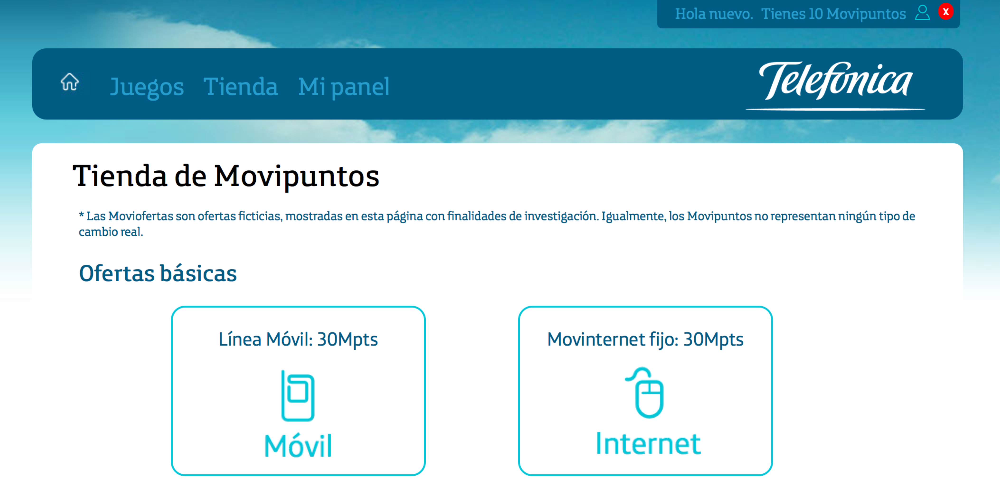 Hola nuevo. Tienes 10 Movipuntos
x
Juegos Tienda Mi panel
Telefónica
Tienda de Movipuntos
* Las Moviofertas son ofertas ficticias, mostradas en esta página con finalidades de investigación. Igualmente, los Movipuntos no representan ningún tipo de
cambio real.
Ofertas básicas
Línea Móvil: 30Mpts
Móvil
Movinternet fijo: 30Mpts
Internet